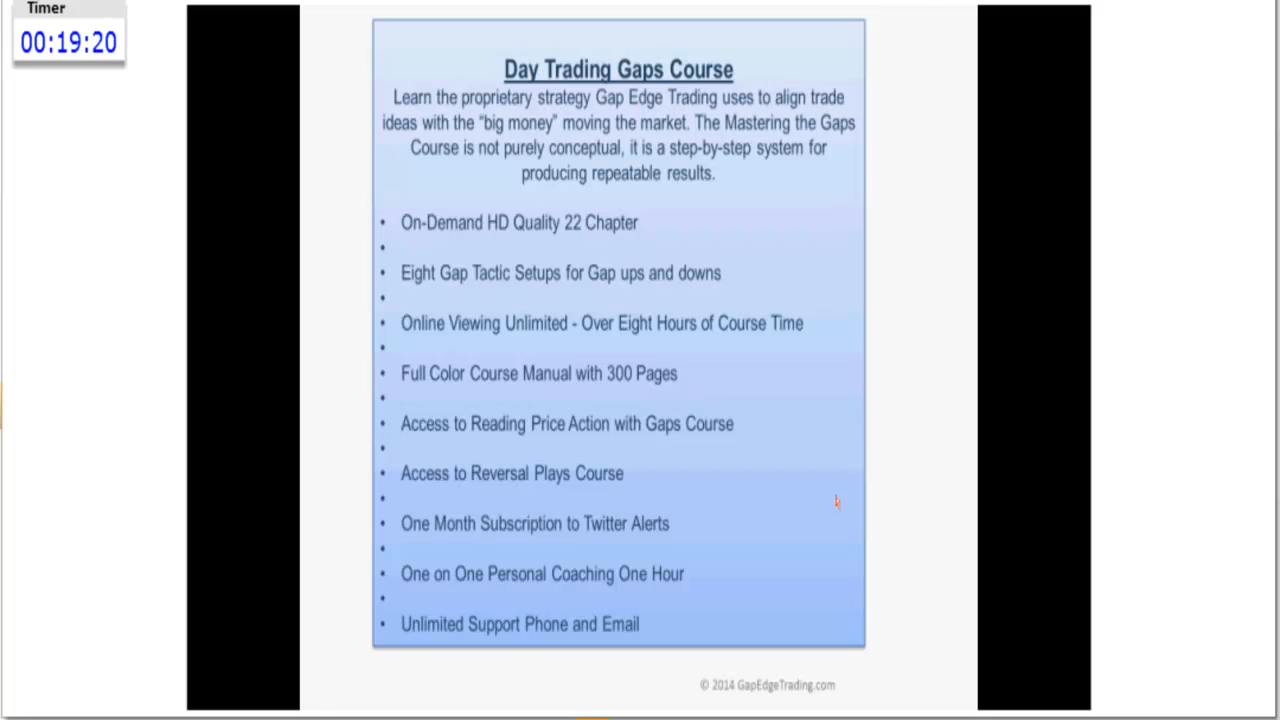 Timer
00:19:20
Day Trading Gaps Course
Learn the proprietary strategy Gap Edge Trading uses to align trade
ideas with the “big money” moving the market. The Mastering the Gaps
Course is not purely conceptual, it is a step-by-step system for
producing repeatable results.
• On-Demand HD Quality 22 Chapter
•
• Eight Gap Tactic Setups for Gap ups and downs
•
• Online Viewing Unlimited - Over Eight Hours of Course Time
•
• Full Color Course Manual with 300 Pages
•
• Access to Reading Price Action with Gaps Course
•
• Access to Reversal Plays Course
•
• One Month Subscription to Twitter Alerts
•
• One on One Personal Coaching One Hour
•
• Unlimited Support Phone and Email
© 2014 GapEdgeTrading.com